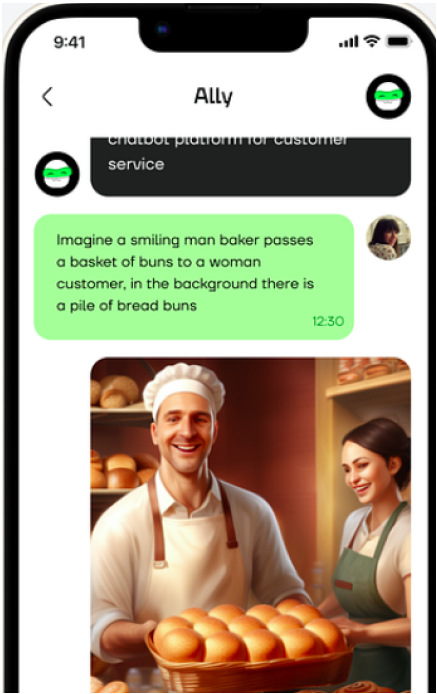 9:41
Ally
chatbot platform for customer
service
Imagine a smiling man baker passes
a basket of buns to a woman
customer, in the background there is
a pile of bread buns
12:30